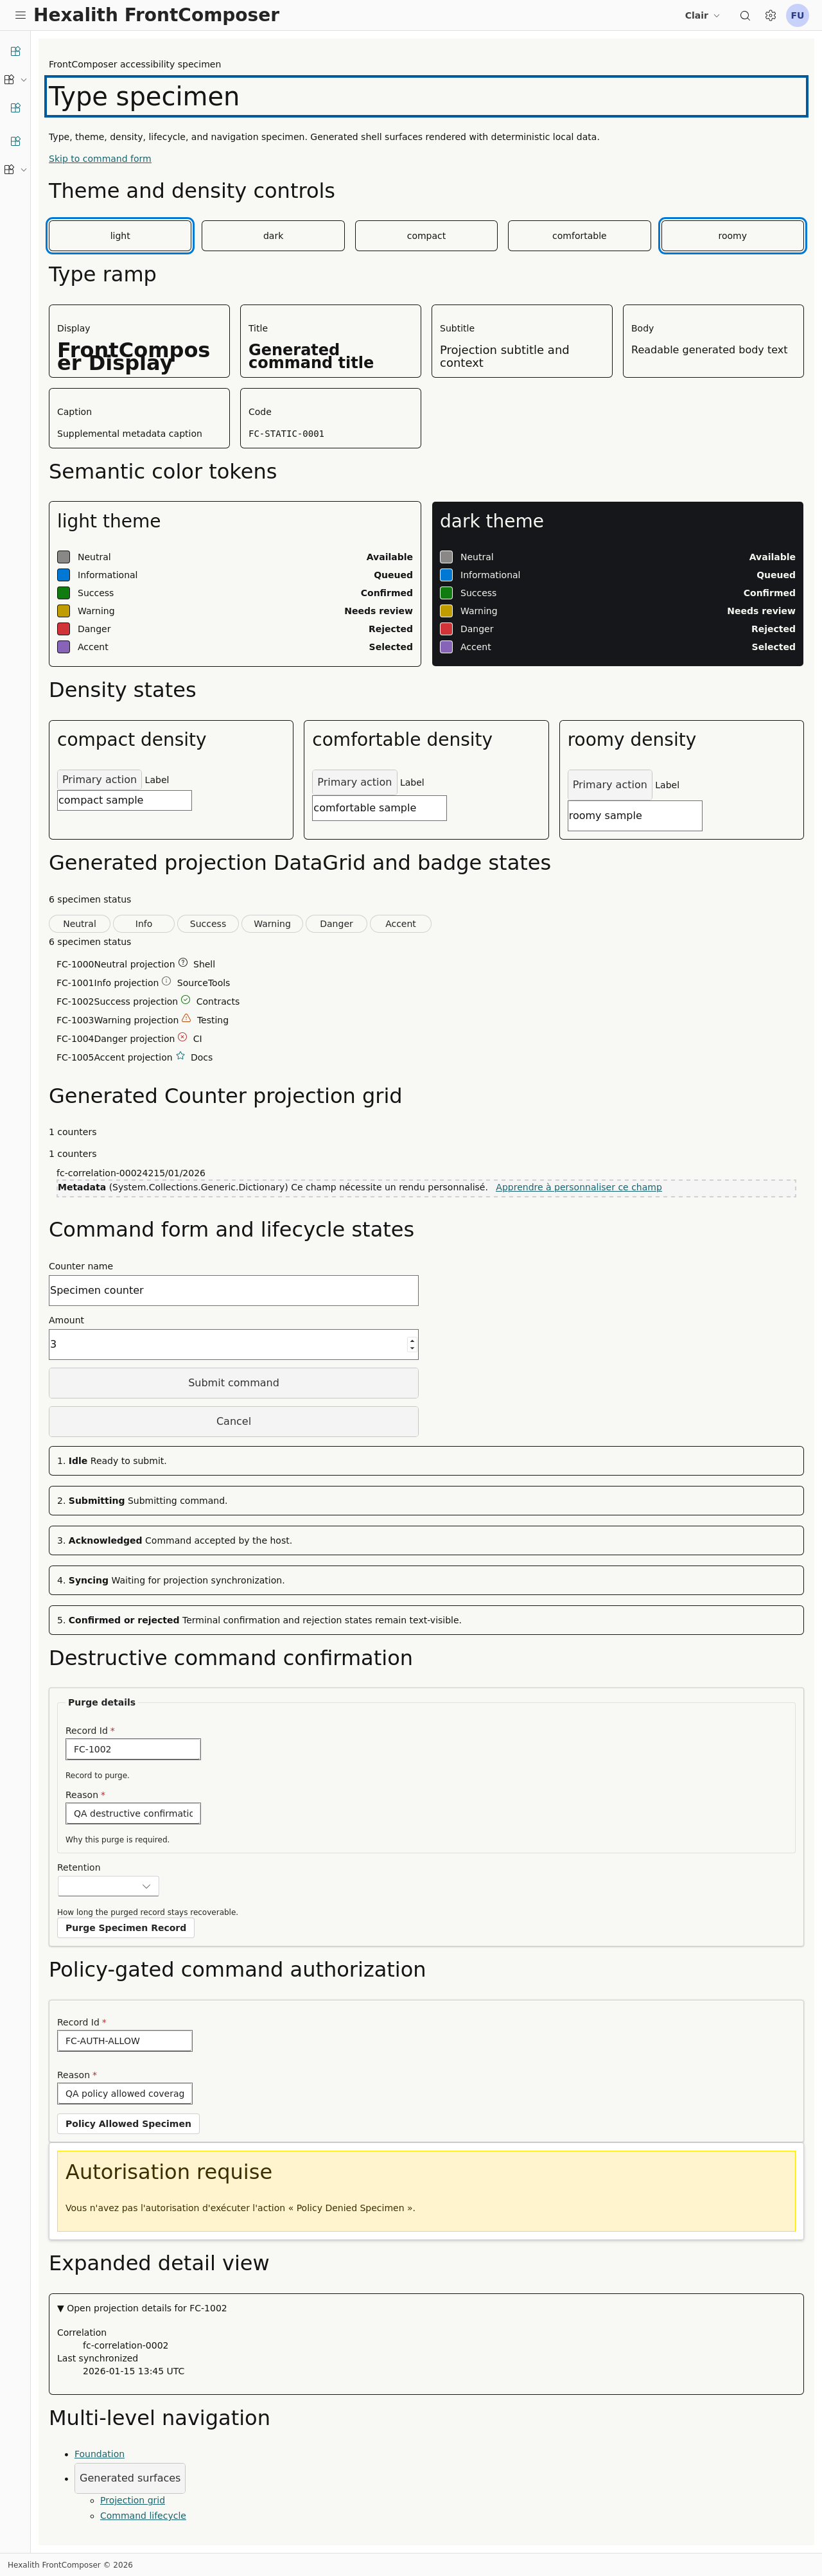 Hexalith FrontComposer
Clair
FU
FrontComposer accessibility specimen
Type specimen
Type, theme, density, lifecycle, and navigation specimen. Generated shell surfaces rendered with deterministic local data.
Skip to command form
Theme and density controls
light
dark
compact
comfortable
roomy
Type ramp
Display
FrontCompos
er Display
Title
Generated
command title
Subtitle
Projection subtitle and
context
Body
Readable generated body text
Caption
Supplemental metadata caption
Code
FC-STATIC-0001
Semantic color tokens
light theme
Neutral Available
Informational Queued
Success Confirmed
Warning Needs review
Danger Rejected
Accent Selected
dark theme
Neutral Available
Informational Queued
Success Confirmed
Warning Needs review
Danger Rejected
Accent Selected
Density states
compact density
Primary action Label
compact sample
comfortable density
Primary action Label
comfortable sample
roomy density
Primary action Label
roomy sample
Generated projection DataGrid and badge states
6 specimen status
Neutral Info Success Warning Danger Accent
6 specimen status
FC-1000Neutral projection Shell
FC-1001Info projection SourceTools
FC-1002Success projection Contracts
FC-1003Warning projection Testing
FC-1004Danger projection CI
FC-1005Accent projection Docs
Generated Counter projection grid
1 counters
1 counters
fc-correlation-00024215/01/2026
Metadata (System.Collections.Generic.Dictionary) Ce champ nécessite un rendu personnalisé. Apprendre à personnaliser ce champ
Command form and lifecycle states
Counter name
Specimen counter
Amount
3
Submit command
Cancel
1. Idle Ready to submit.
2. Submitting Submitting command.
3. Acknowledged Command accepted by the host.
4. Syncing Waiting for projection synchronization.
5. Confirmed or rejected Terminal confirmation and rejection states remain text-visible.
Destructive command confirmation
Purge details
Record Id *
FC-1002
Record to purge.
Reason *
QA destructive confirmatic
Why this purge is required.
Retention
How long the purged record stays recoverable.
Purge Specimen Record
Policy-gated command authorization
Record Id *
FC-AUTH-ALLOW
Reason *
QA policy allowed coverag
Policy Allowed Specimen
Autorisation requise
Vous n'avez pas l'autorisation d'exécuter l'action « Policy Denied Specimen ».
Expanded detail view
▼ Open projection details for FC-1002
Correlation
fc-correlation-0002
Last synchronized
2026-01-15 13:45 UTC
Multi-level navigation
Foundation
Generated surfaces
Projection grid
Command lifecycle
Hexalith FrontComposer © 2026